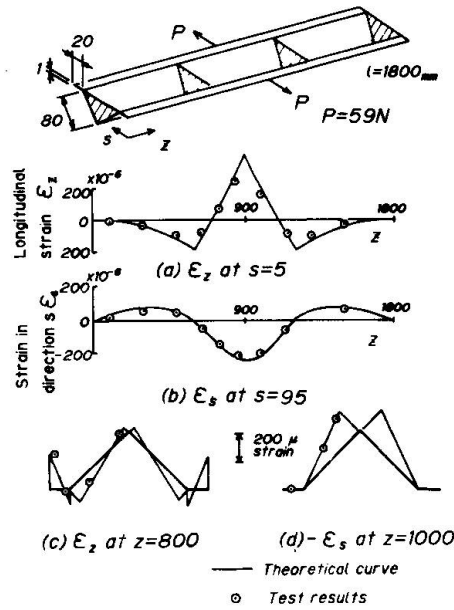 20
1
80
s
z
P
P
l=1800mm
P=59N
Longitudinal strain εz
×10⁻⁶
200
0
200
900
1800
z
(a) εz at s=5
Strain in direction s εs
×10⁻⁶
200
0
-200
900
1800
z
(b) εs at s=95
200 μ strain
(c) εz at z=800
(d) -εs at z=1000
Theoretical curve
Test results